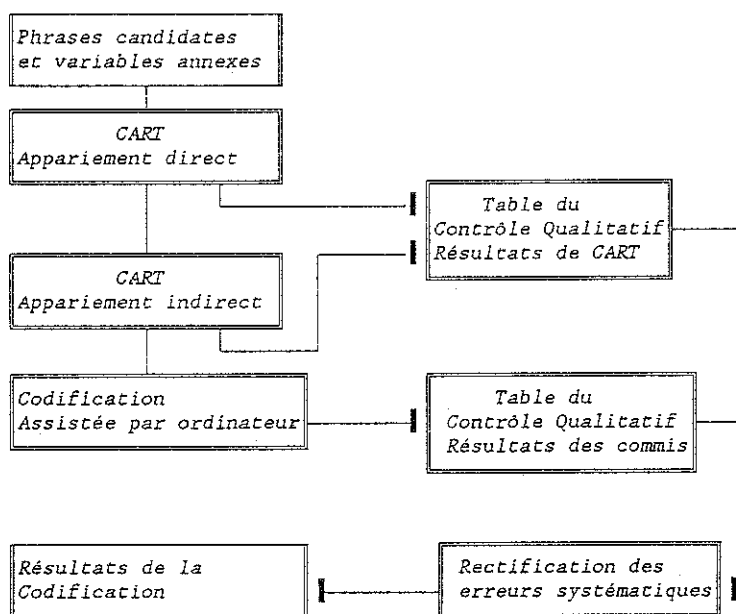 Phrases candidates
et variables annexes
CART
Appariement direct
Table du
Contrôle Qualitatif
Résultats de CART
CART
Appariement indirect
Codification
Assistée par ordinateur
Table du
Contrôle Qualitatif
Résultats des commis
Résultats de la
Codification
Rectification des
erreurs systématiques